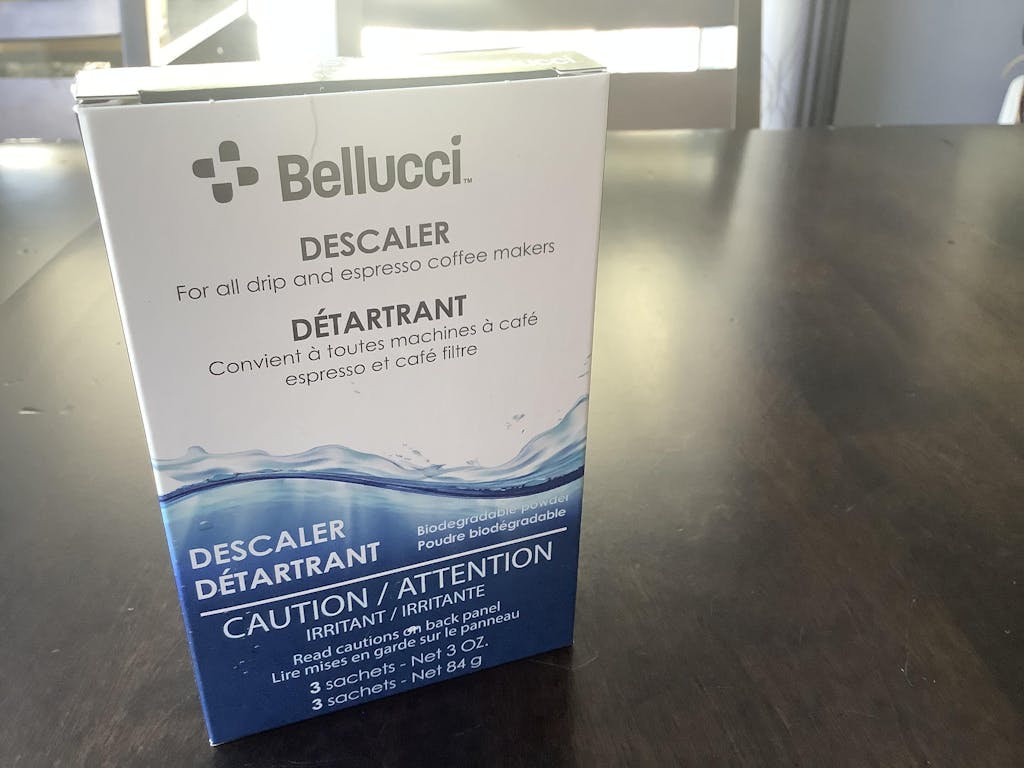 Bellucci™
DESCALER
For all drip and espresso coffee makers
DÉTARTRANT
Convient à toutes machines à café
espresso et café filtre
DESCALER
DÉTARTRANT
Biodegradable powder
Poudre biodégradable
CAUTION / ATTENTION
IRRITANT / IRRITANTE
Read cautions on back panel
Lire mises en garde sur le panneau
3 sachets - Net 3 OZ.
3 sachets - Net 84 g